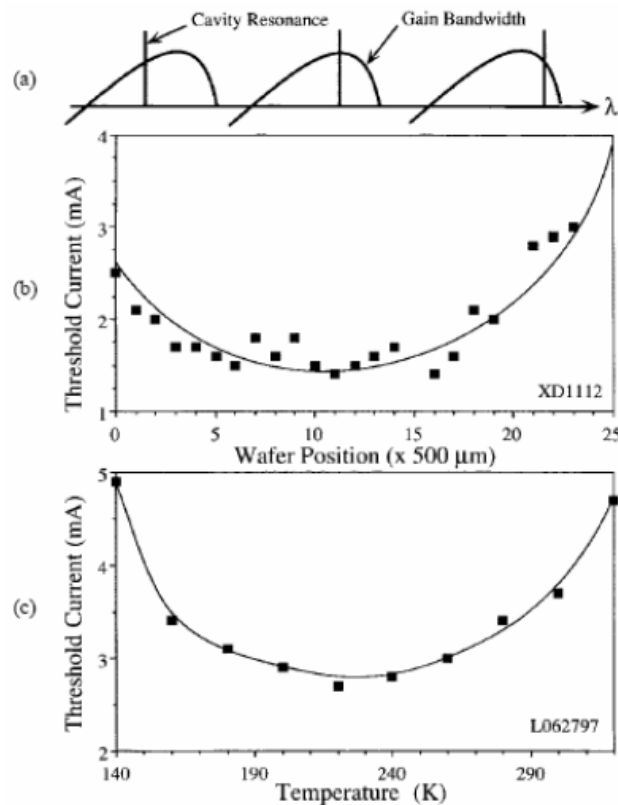 Cavity Resonance
Gain Bandwidth
(a)
λ
4
3
2
1
Threshold Current (mA)
(b)
XD1112
0 5 10 15 20 25
Wafer Position (x 500 μm)
5
4
3
2
Threshold Current (mA)
(c)
L062797
140 190 240 290
Temperature (K)